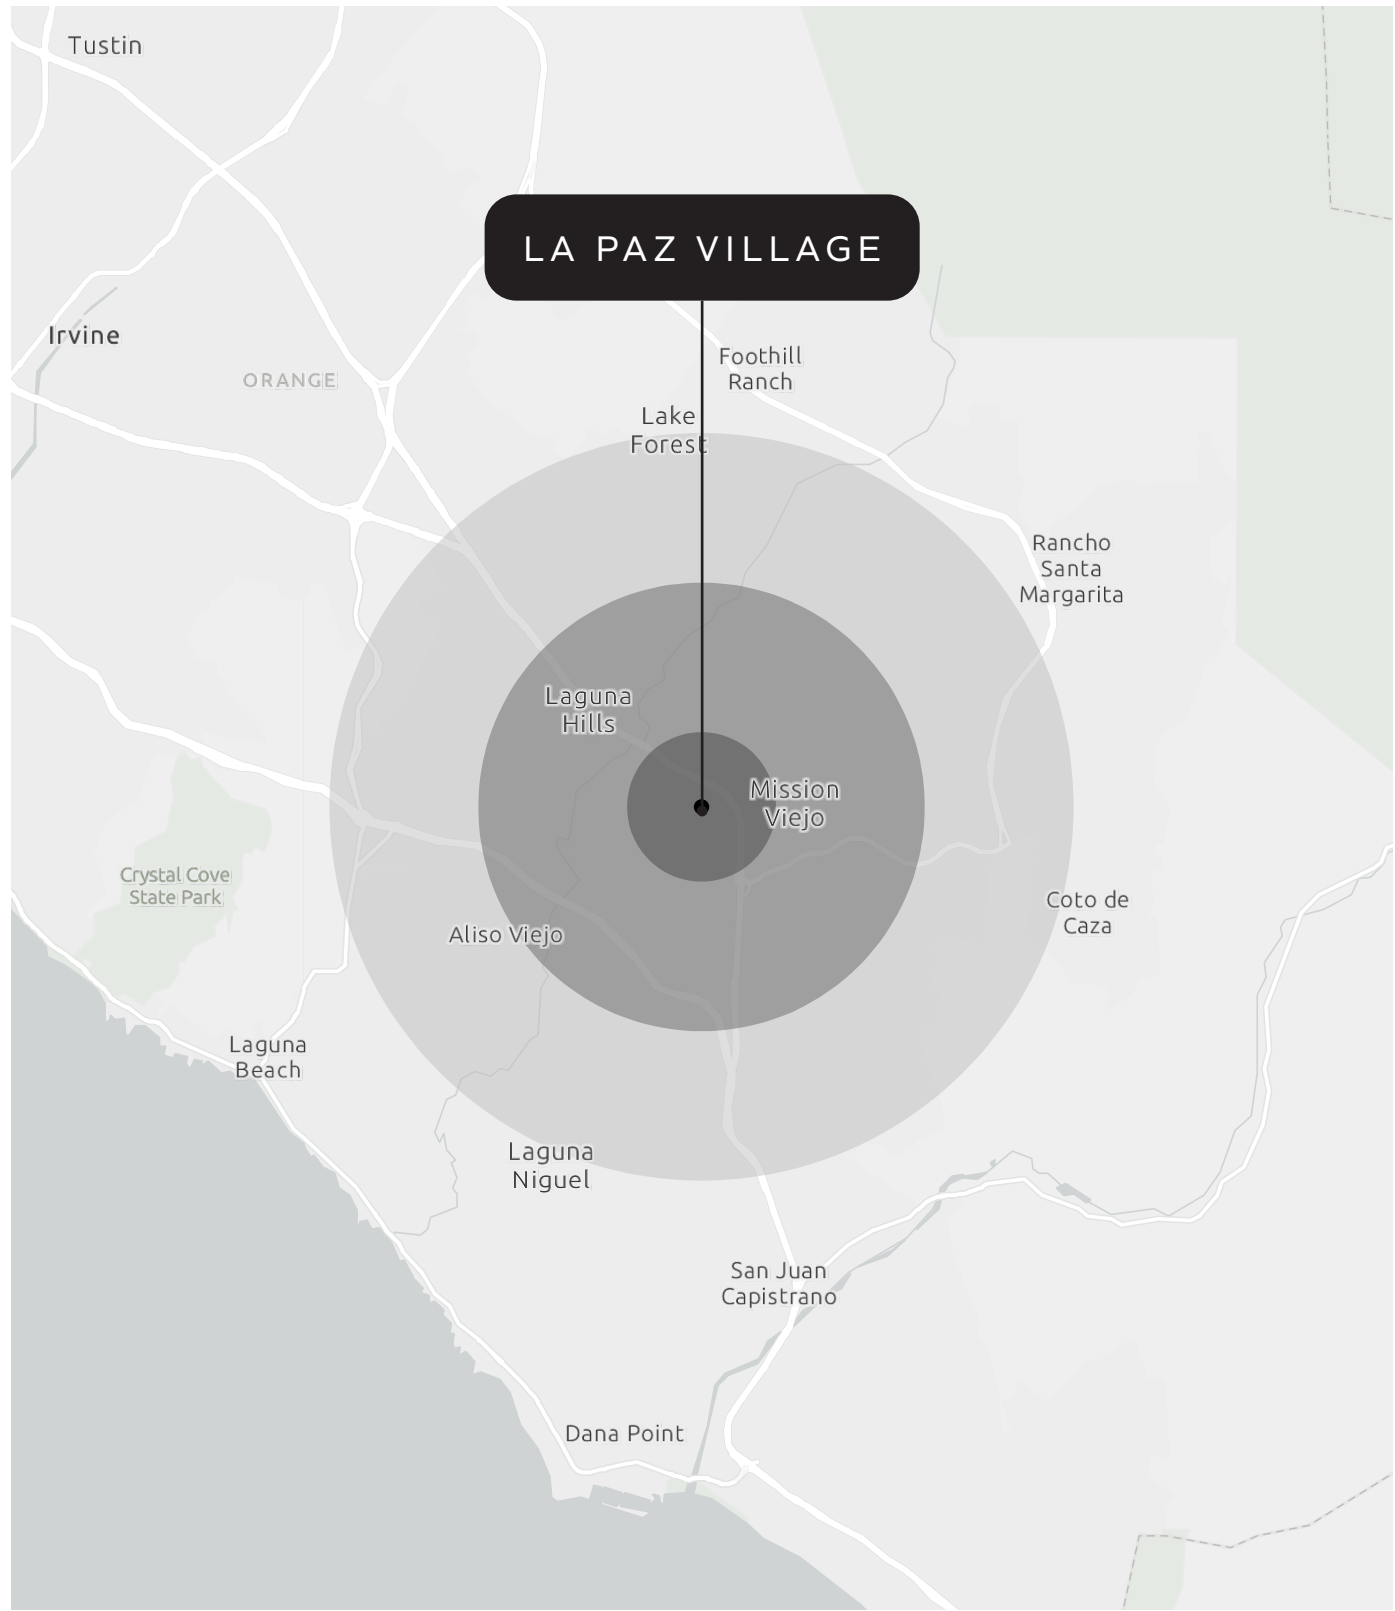 Tustin
LA PAZ VILLAGE
Irvine
ORANGE
Foothill
Ranch
Lake
Forest
Rancho
Santa
Margarita
Laguna
Hills
Mission
Viejo
Crystal Cove
State Park
Coto de
Caza
Aliso Viejo
Laguna
Beach
Laguna
Niguel
San Juan
Capistrano
Dana Point